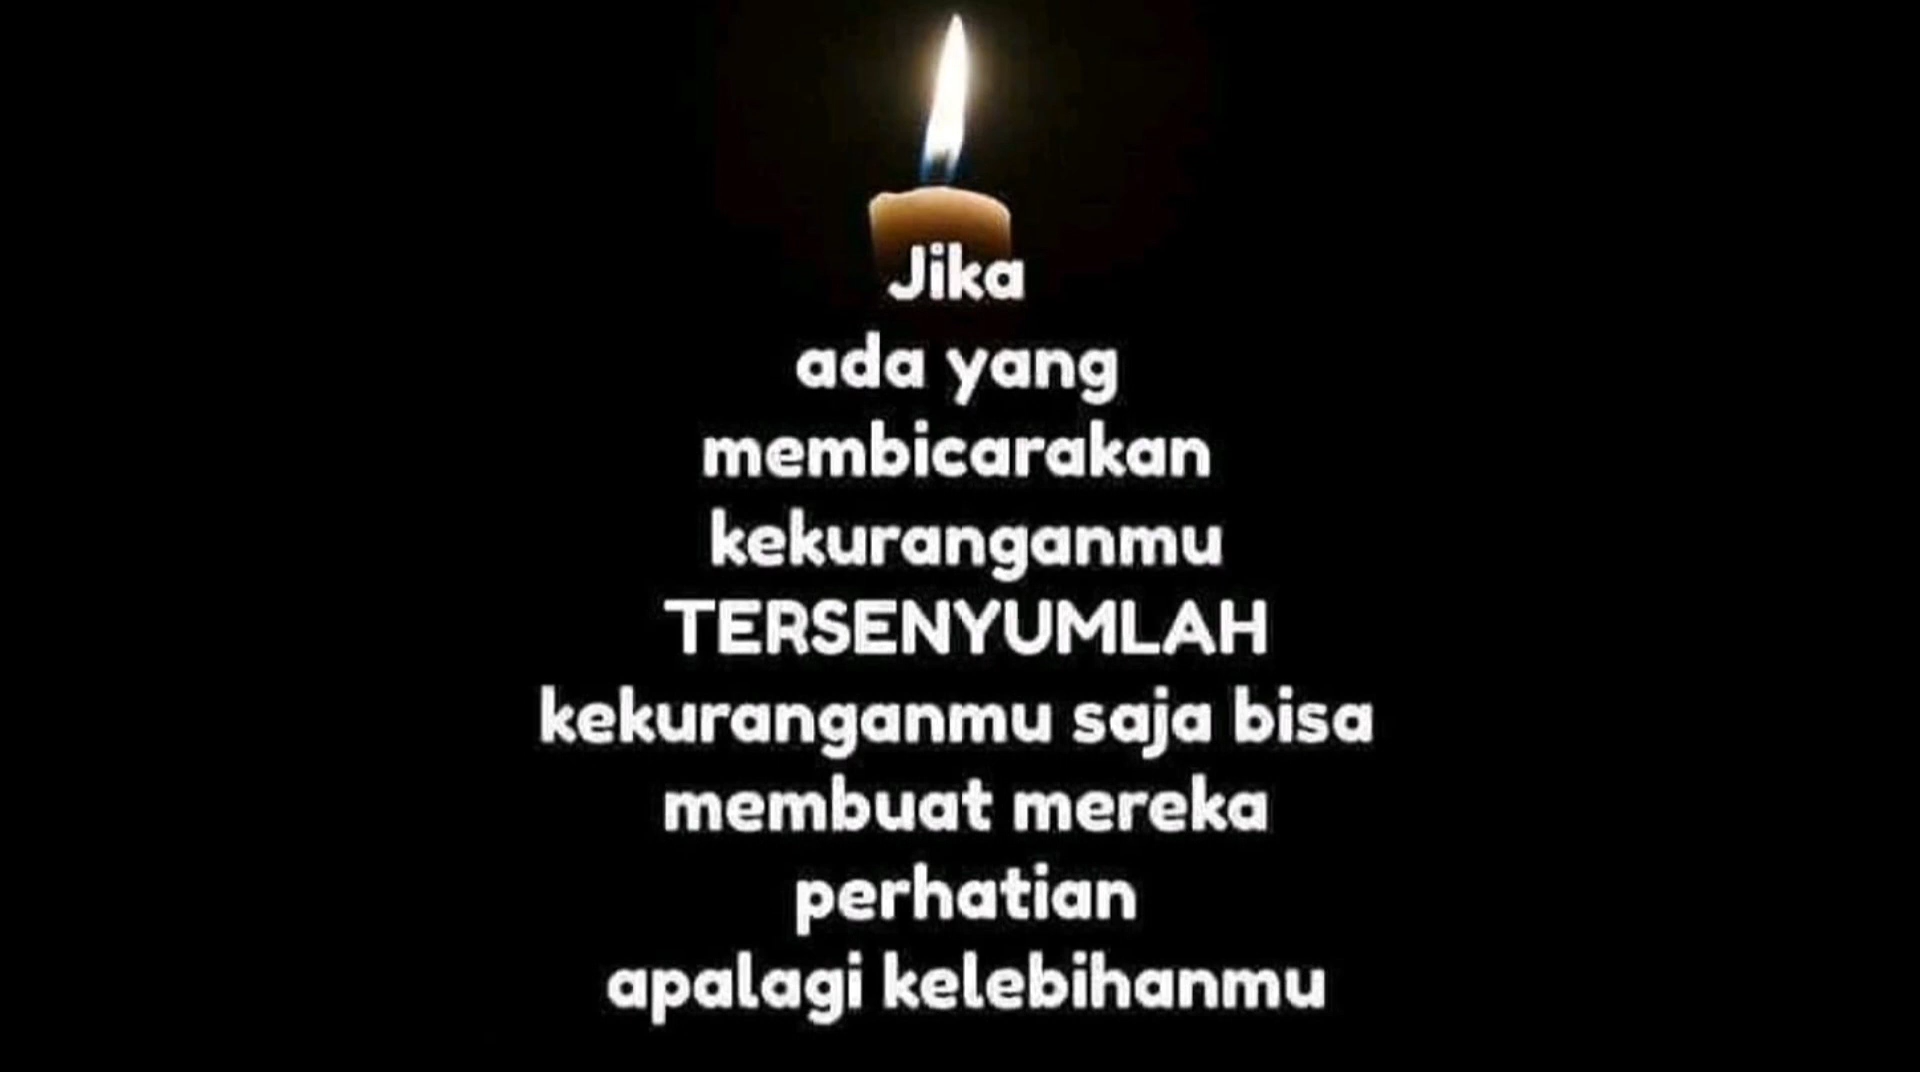 Jika
ada yang
membicarakan
kekuranganmu
TERSENYUMLAH
kekuranganmu saja bisa
membuat mereka
perhatian
apalagi kelebihanmu